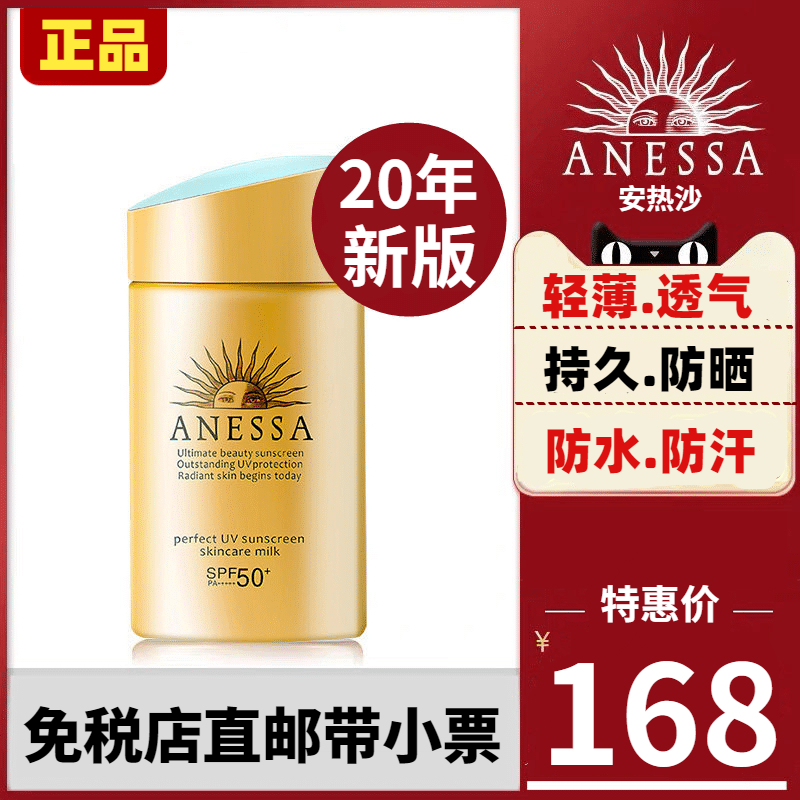 正品
20年
新版
ANESSA
安热沙
轻薄.透气
持久.防晒
防水.防汗
ANESSA
Ultimate beauty sunscreen
Outstanding UVprotection
Radiant skin begins today
perfect UV sunscreen
skincare milk
SPF50+
PA++++
特惠价
¥
168
免税店直邮带小票